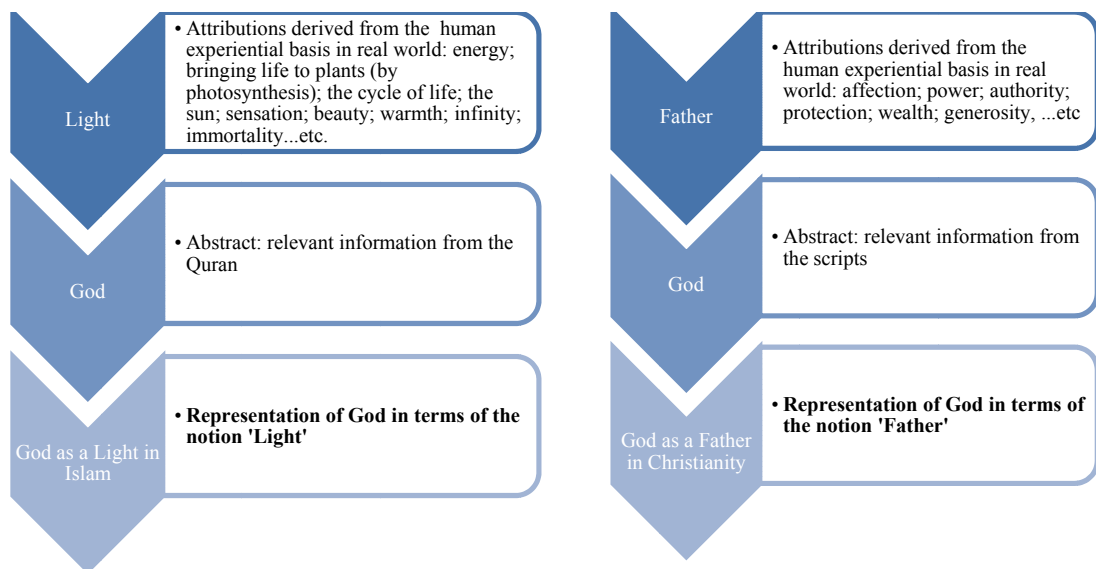 Light
• Attributions derived from the human
experiential basis in real world: energy;
bringing life to plants (by
photosynthesis); the cycle of life; the
sun; sensation; beauty; warmth; infinity;
immortality...etc.
God
• Abstract: relevant information from the
Quran
God as a Light in
Islam
• Representation of God in terms of the
notion 'Light'
Father
• Attributions derived from the
human experiential basis in real
world: affection; power; authority;
protection; wealth; generosity, ...etc
God
• Abstract: relevant information from
the scripts
God as a Father
in Christianity
• Representation of God in terms of
the notion 'Father'